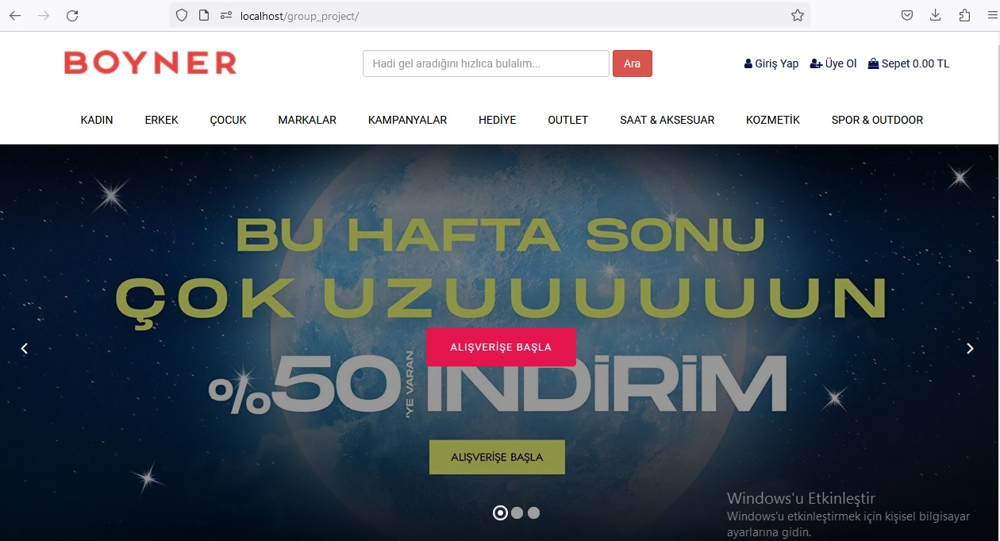 localhost/group_project/
BOYNER
Hadi gel aradığını hızlıca bulalım...
Ara
Giriş Yap
Üye Ol
Sepet 0.00 TL
KADIN
ERKEK
ÇOCUK
MARKALAR
KAMPANYALAR
HEDİYE
OUTLET
SAAT & AKSESUAR
KOZMETİK
SPOR & OUTDOOR
BU HAFTA SONU
ÇOK UZUUUUUUUN
ALIŞVERİŞE BAŞLA
%50 'YE VARAN İNDİRİM
ALIŞVERİŞE BAŞLA
Windows'u Etkinleştir
Windows'u etkinleştirmek için kişisel bilgisayar
ayarlarına gidin.